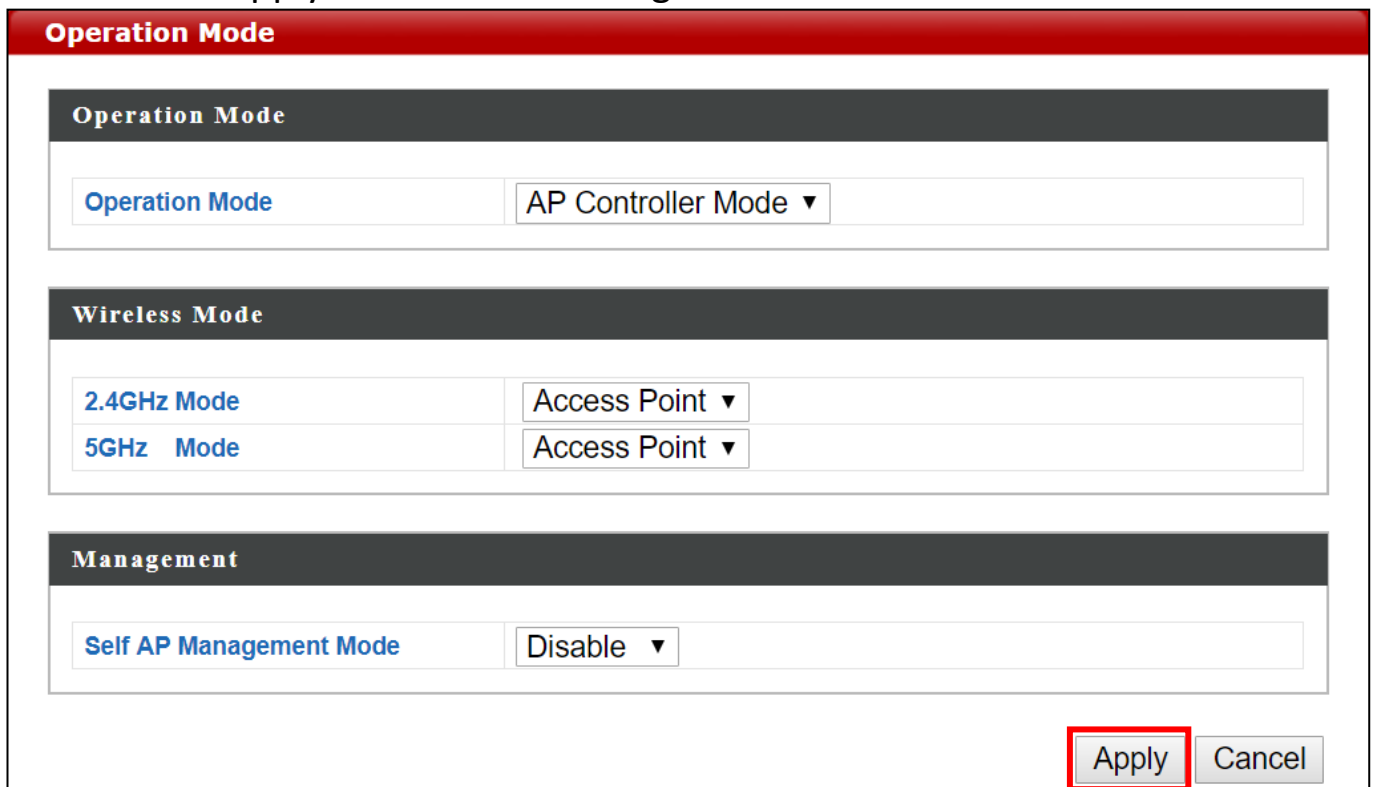 Apply
Operation Mode
Operation Mode
Operation Mode AP Controller Mode ▼
Wireless Mode
2.4GHz Mode Access Point ▼
5GHz Mode Access Point ▼
Management
Self AP Management Mode Disable ▼
Apply Cancel